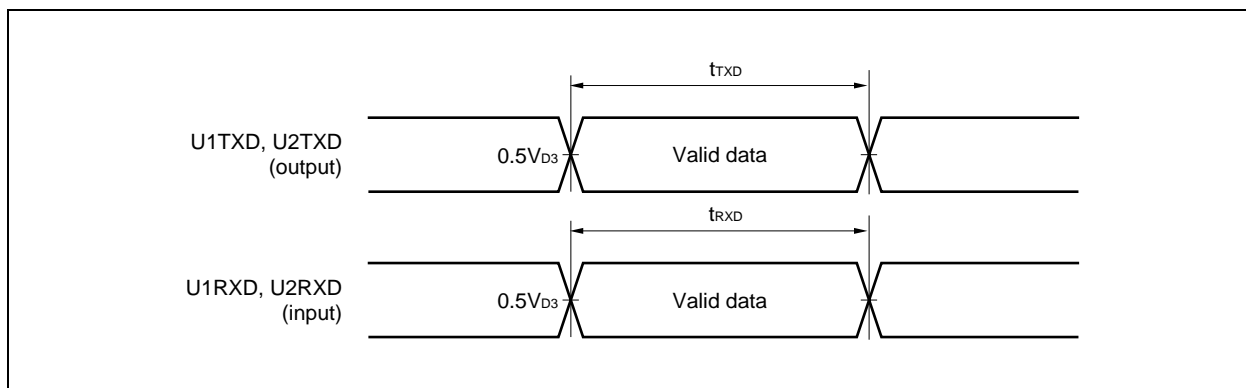 tTXD
U1TXD, U2TXD
(output)
0.5VD3
Valid data
tRXD
U1RXD, U2RXD
(input)
0.5VD3
Valid data